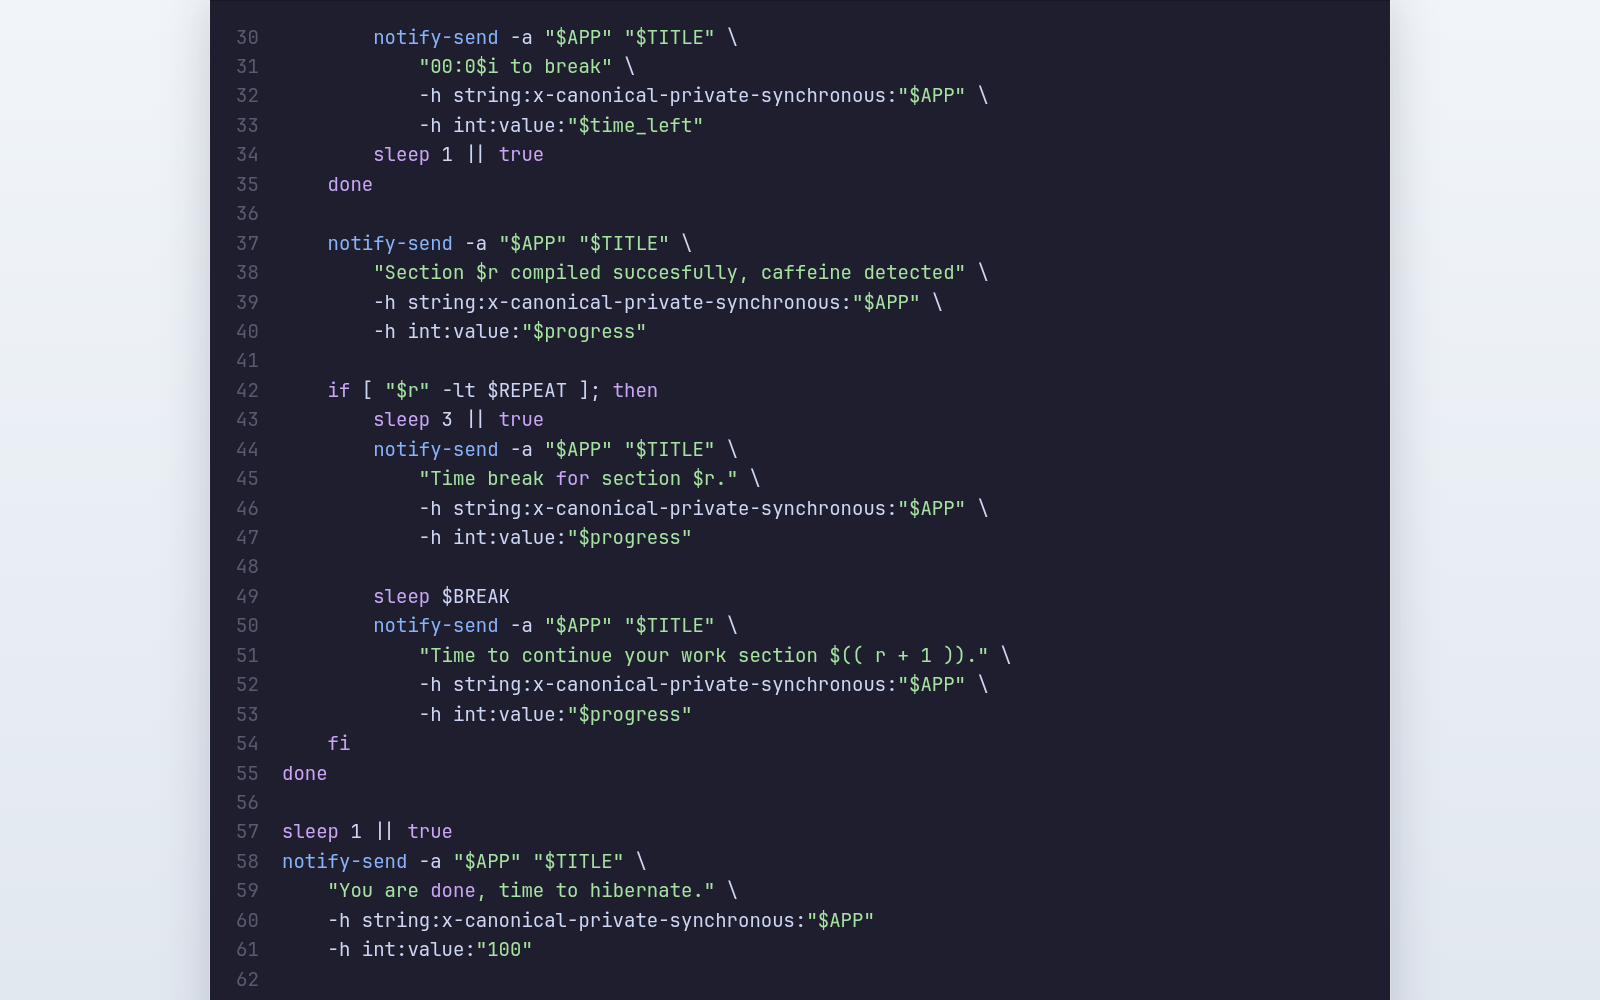 30         notify-send -a "$APP" "$TITLE" \
31             "00:0$i to break" \
32             -h string:x-canonical-private-synchronous:"$APP" \
33             -h int:value:"$time_left"
34         sleep 1 || true
35     done
36
37     notify-send -a "$APP" "$TITLE" \
38         "Section $r compiled succesfully, caffeine detected" \
39         -h string:x-canonical-private-synchronous:"$APP" \
40         -h int:value:"$progress"
41
42     if [ "$r" -lt $REPEAT ]; then
43         sleep 3 || true
44         notify-send -a "$APP" "$TITLE" \
45             "Time break for section $r." \
46             -h string:x-canonical-private-synchronous:"$APP" \
47             -h int:value:"$progress"
48
49         sleep $BREAK
50         notify-send -a "$APP" "$TITLE" \
51             "Time to continue your work section $(( r + 1 ))." \
52             -h string:x-canonical-private-synchronous:"$APP" \
53             -h int:value:"$progress"
54     fi
55 done
56
57 sleep 1 || true
58 notify-send -a "$APP" "$TITLE" \
59     "You are done, time to hibernate." \
60     -h string:x-canonical-private-synchronous:"$APP"
61     -h int:value:"100"
62